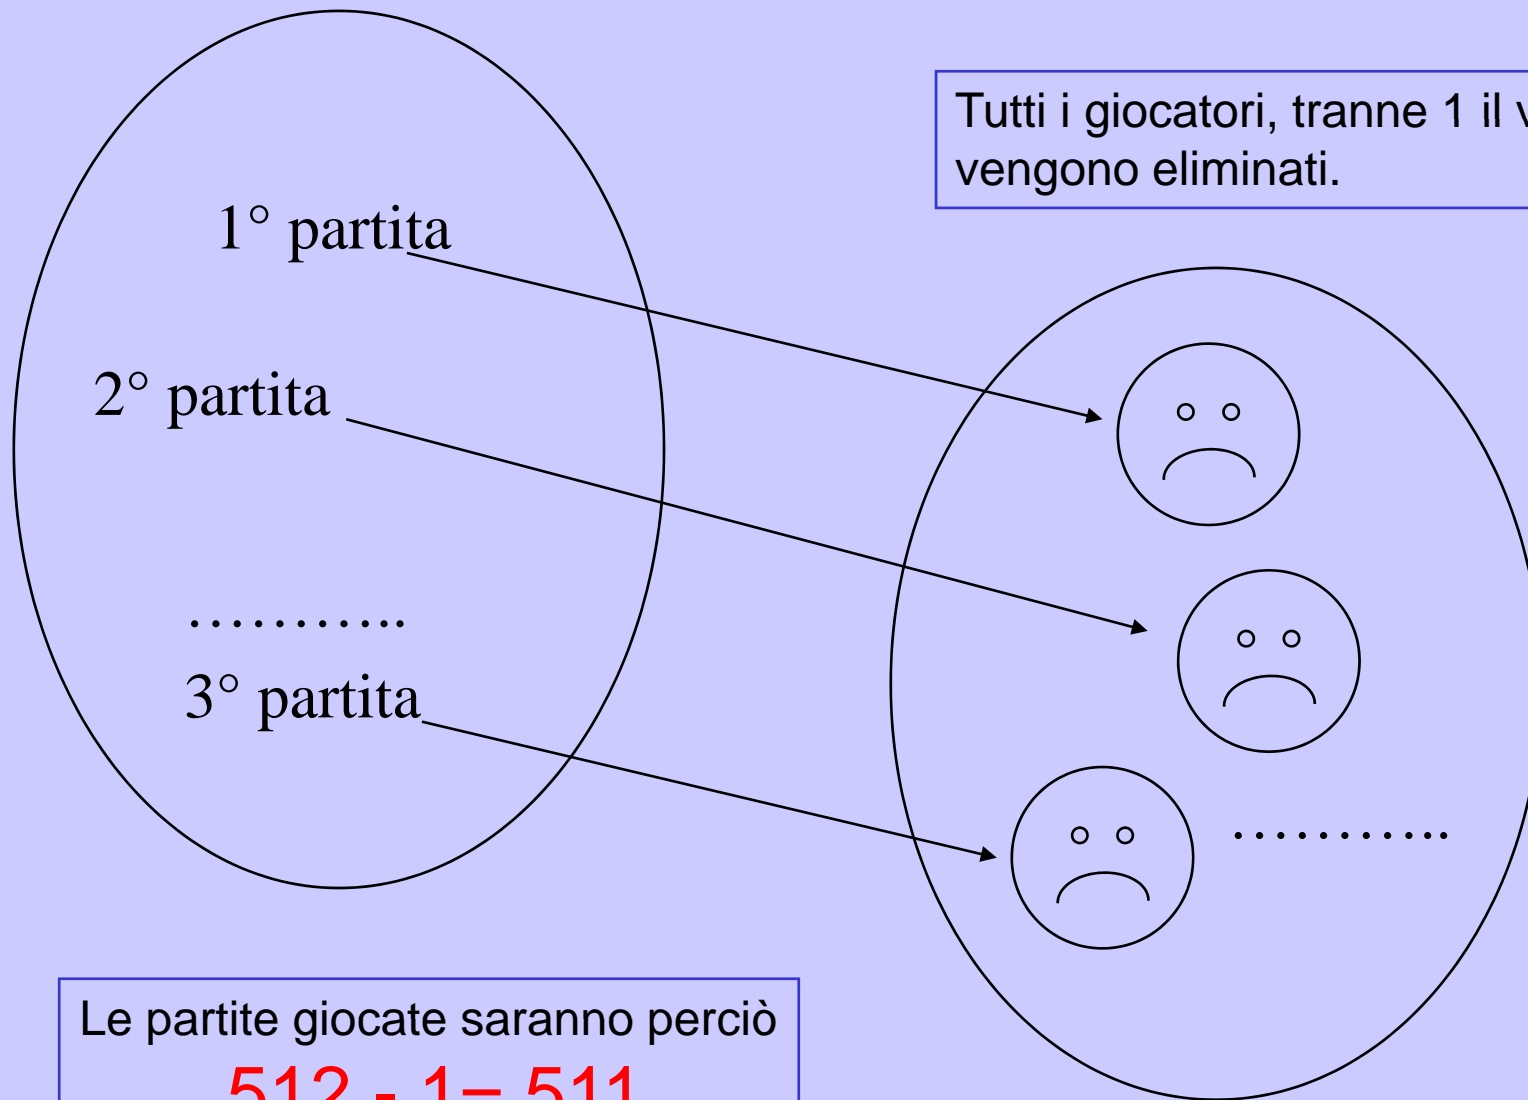 Tutti i giocatori, tranne 1 il
vengono eliminati.
1° partita
2° partita
………..
3° partita
………..
Le partite giocate saranno perciò
512 - 1= 511